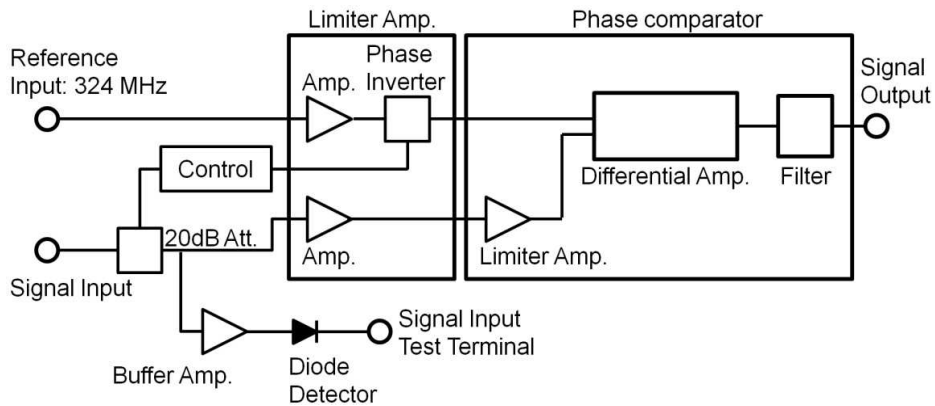 Limiter Amp.
Phase comparator
Reference
Input: 324 MHz
Amp.
Phase
Inverter
Signal
Output
Control
Differential Amp.
Filter
20dB Att.
Signal Input
Amp.
Limiter Amp.
Buffer Amp.
Diode
Detector
Signal Input
Test Terminal